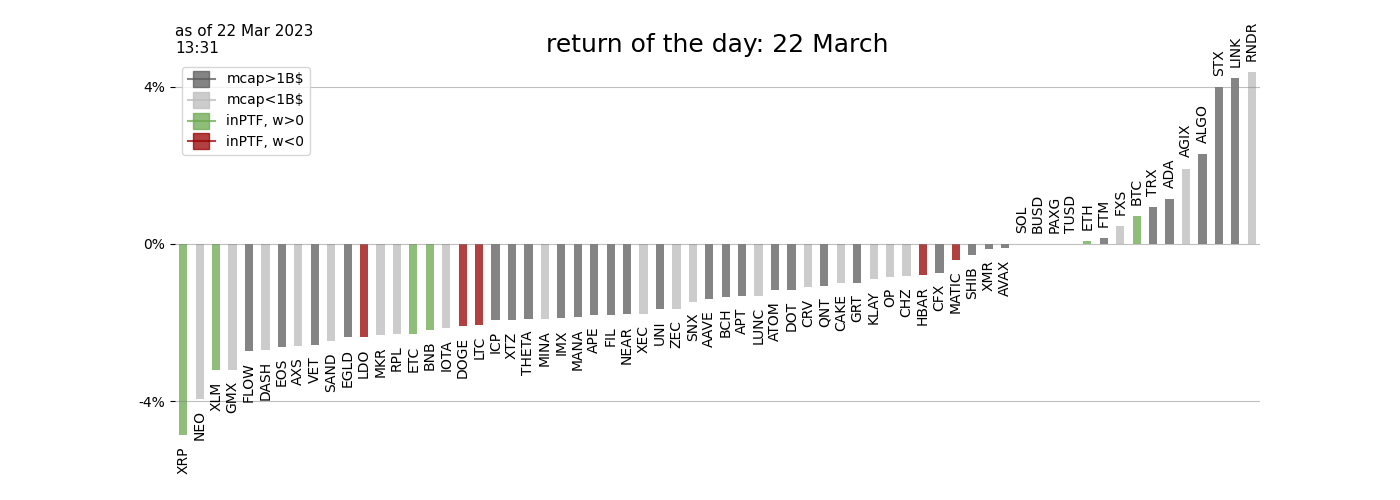 as of 22 Mar 2023
13:31
return of the day: 22 March
mcap>1B$
mcap<1B$
inPTF, w>0
inPTF, w<0
4%
0%
-4%
XRP
NEO
XLM
GMX
FLOW
DASH
EOS
AXS
VET
SAND
EGLD
LDO
MKR
RPL
ETC
BNB
IOTA
DOGE
LTC
ICP
XTZ
THETA
MINA
IMX
MANA
APE
FIL
NEAR
XEC
UNI
ZEC
SNX
AAVE
BCH
APT
LUNC
ATOM
DOT
CRV
QNT
CAKE
GRT
KLAY
OP
CHZ
HBAR
CFX
MATIC
SHIB
XMR
AVAX
SOL
BUSD
PAXG
TUSD
ETH
FTM
FXS
BTC
TRX
ADA
AGIX
ALGO
STX
LINK
RNDR